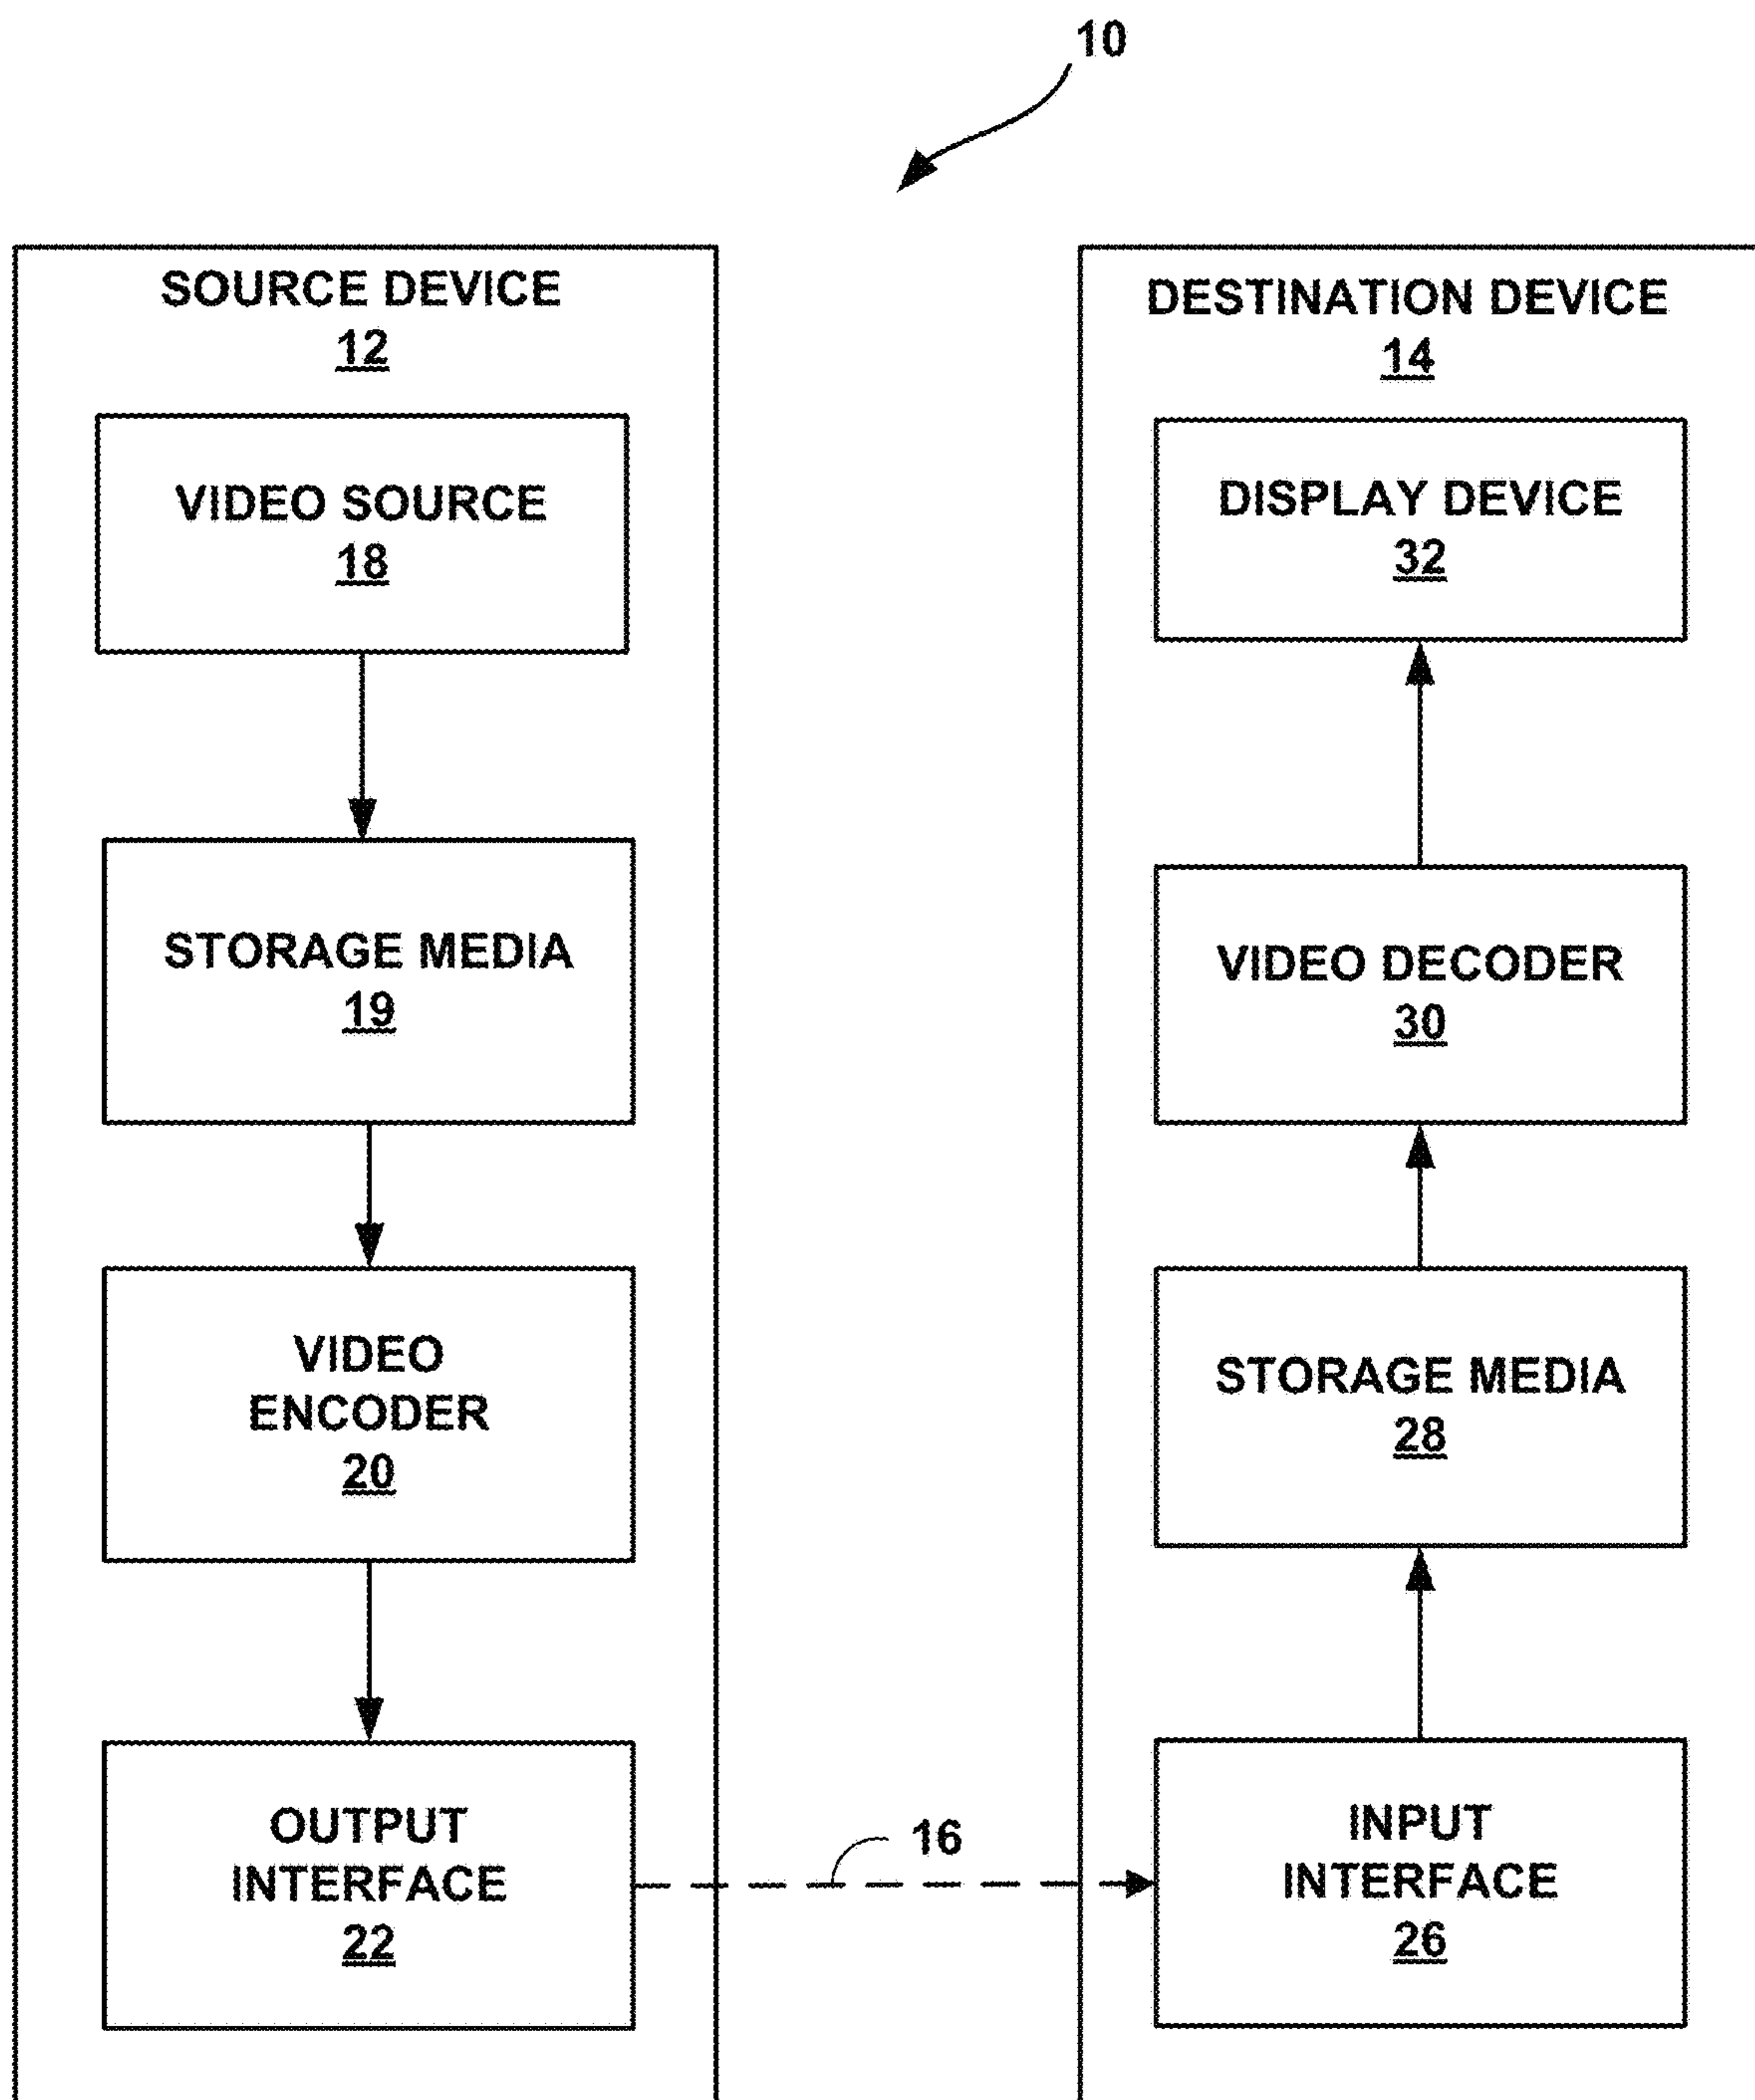 10
SOURCE DEVICE
12
VIDEO SOURCE
18
STORAGE MEDIA
19
VIDEO
ENCODER
20
OUTPUT
INTERFACE
22
16
DESTINATION DEVICE
14
DISPLAY DEVICE
32
VIDEO DECODER
30
STORAGE MEDIA
28
INPUT
INTERFACE
26